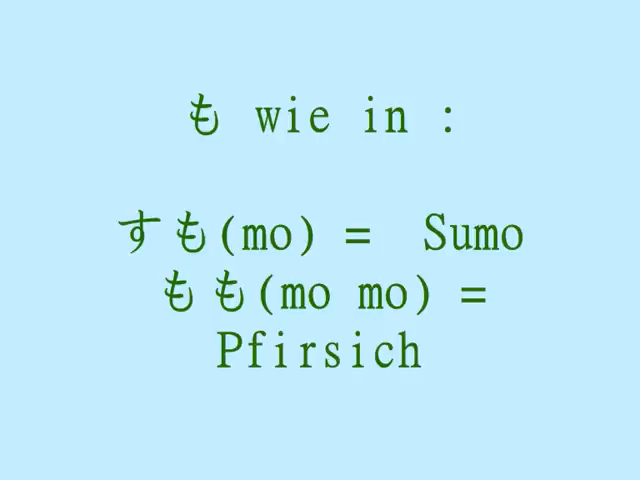 も wie in :
すも(mo) = Sumo
もも(mo mo) =
Pfirsich